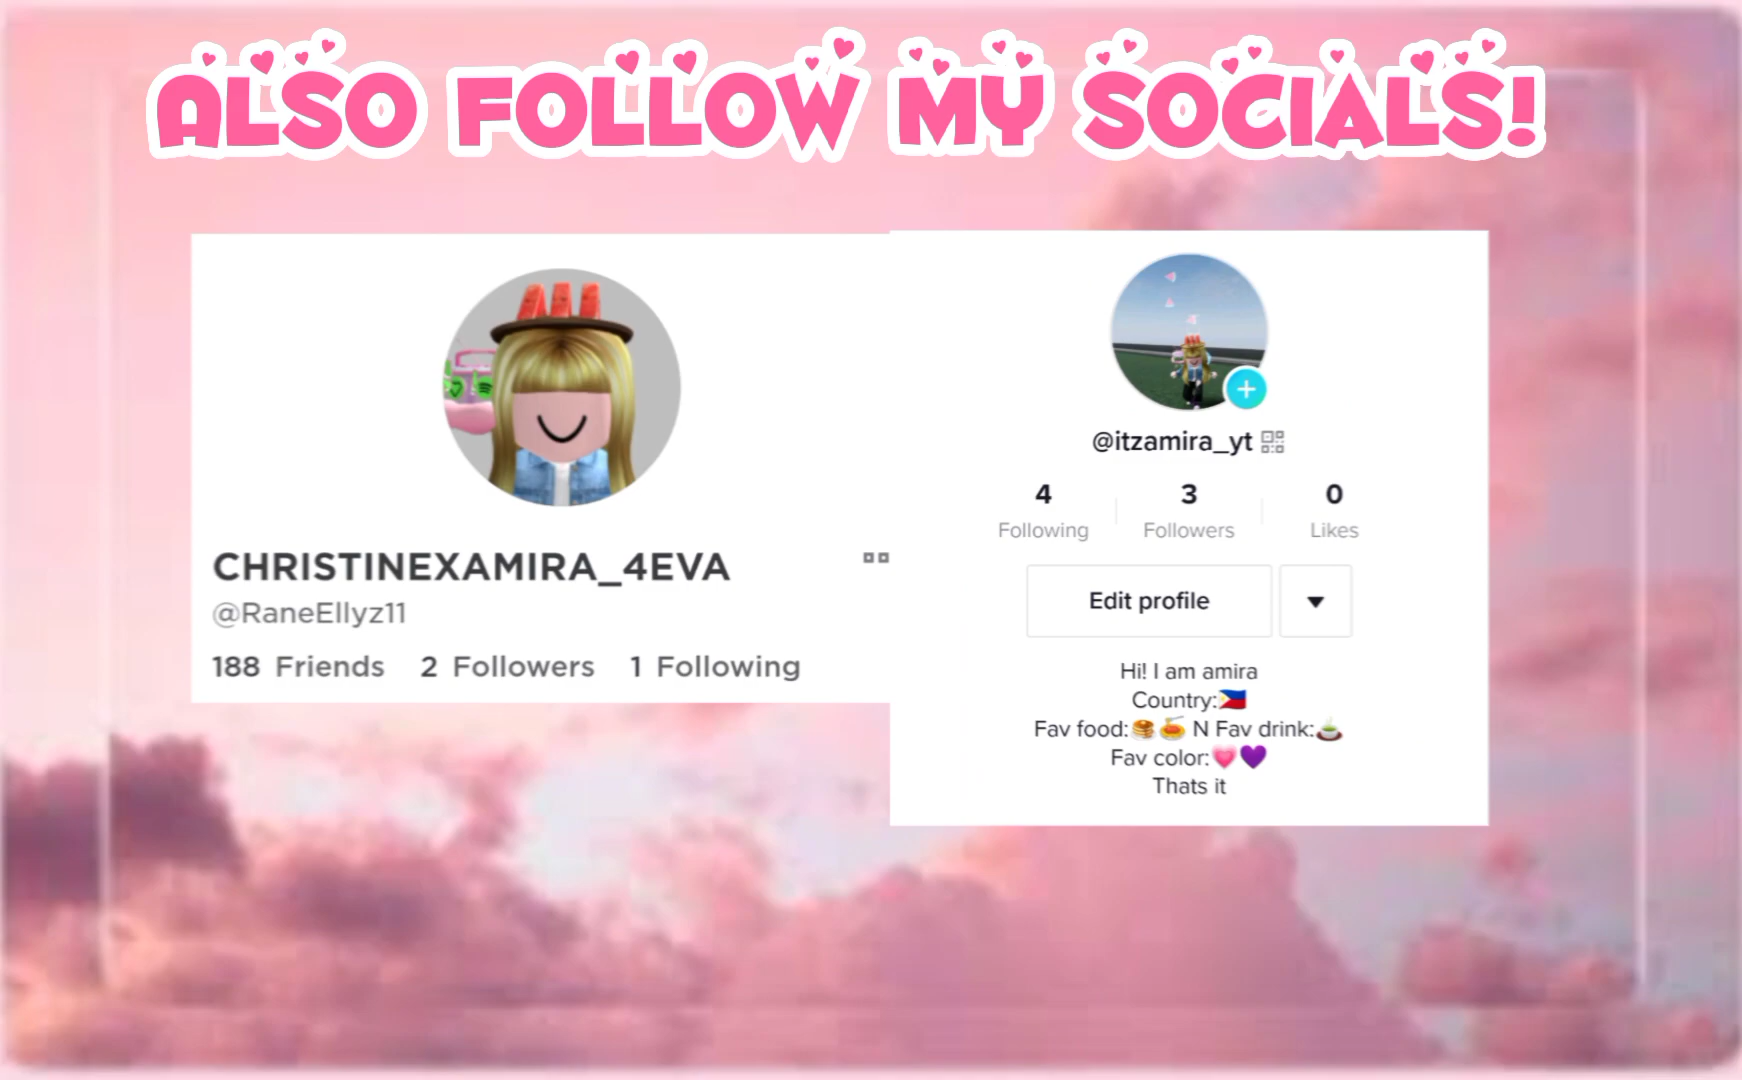 ALSO FOLLOW MY SOCIALS!
CHRISTINEXAMIRA_4EVA
@RaneEllyz11
188 Friends 2 Followers 1 Following
@itzamira_yt
4 3 0
Following Followers Likes
Edit profile
Hi! I am amira
Country:🇵🇭
Fav food:🥞🍝 N Fav drink:🍵
Fav color:💗💜
Thats it